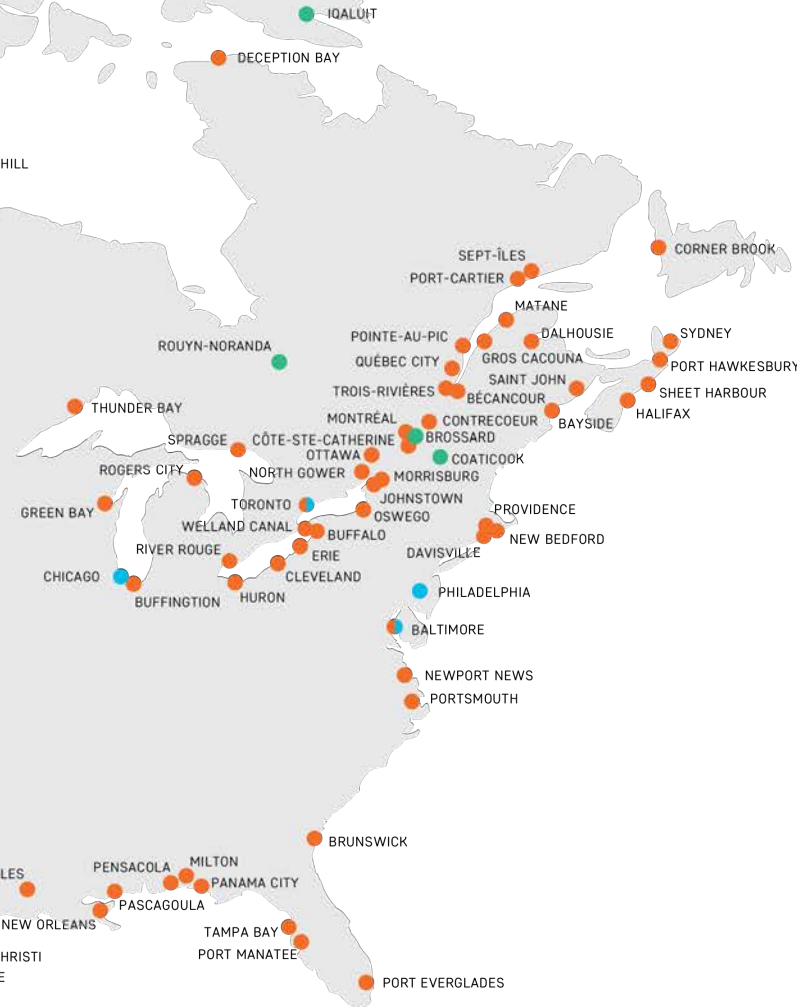 IQALUIT
DECEPTION BAY
HILL
CORNER BROOK
SEPT-ÎLES
PORT-CARTIER
MATANE
DALHOUSIE
SYDNEY
POINTE-AU-PIC
ROUYN-NORANDA
GROS CACOUNA
QUÉBEC CITY
PORT HAWKESBURY
SAINT JOHN
TROIS-RIVIÈRES
SHEET HARBOUR
BÉCANCOUR
THUNDER BAY
HALIFAX
MONTRÉAL
CONTRECOEUR
BAYSIDE
SPRAGGE
CÔTE-STE-CATHERINE
BROSSARD
OTTAWA
COATICOOK
ROGERS CITY
NORTH GOWER
MORRISBURG
JOHNSTOWN
TORONTO
GREEN BAY
PROVIDENCE
OSWEGO
WELLAND CANAL
BUFFALO
NEW BEDFORD
RIVER ROUGE
ERIE
DAVISVILLE
CHICAGO
CLEVELAND
PHILADELPHIA
BUFFINGTON
HURON
BALTIMORE
NEWPORT NEWS
PORTSMOUTH
BRUNSWICK
MILTON
PENSACOLA
LES
PANAMA CITY
PASCAGOULA
NEW ORLEANS
TAMPA BAY
PORT MANATEE
HRISTI
E
PORT EVERGLADES